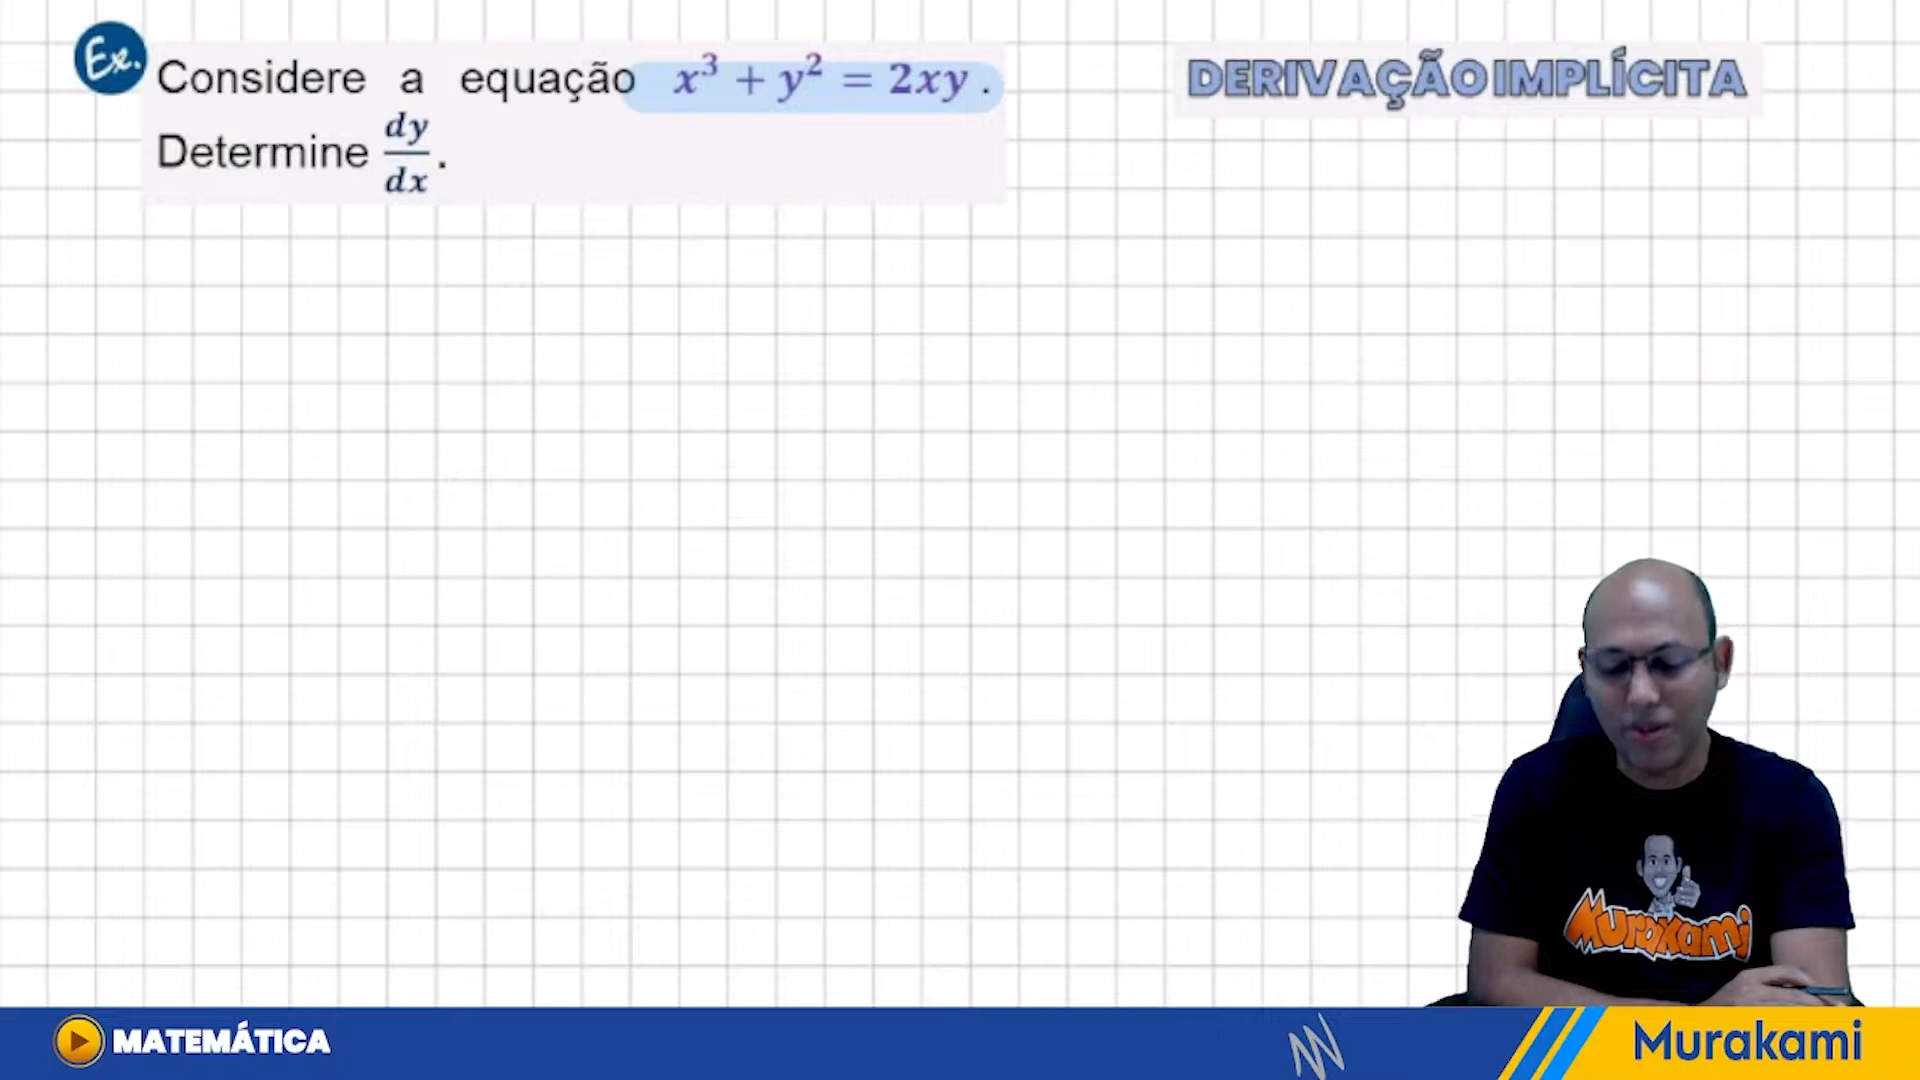 Ex.
Considere a equação x³ + y² = 2xy.
Determine dy/dx.
DERIVAÇÃO IMPLÍCITA
Murakami
MATEMÁTICA
Murakami